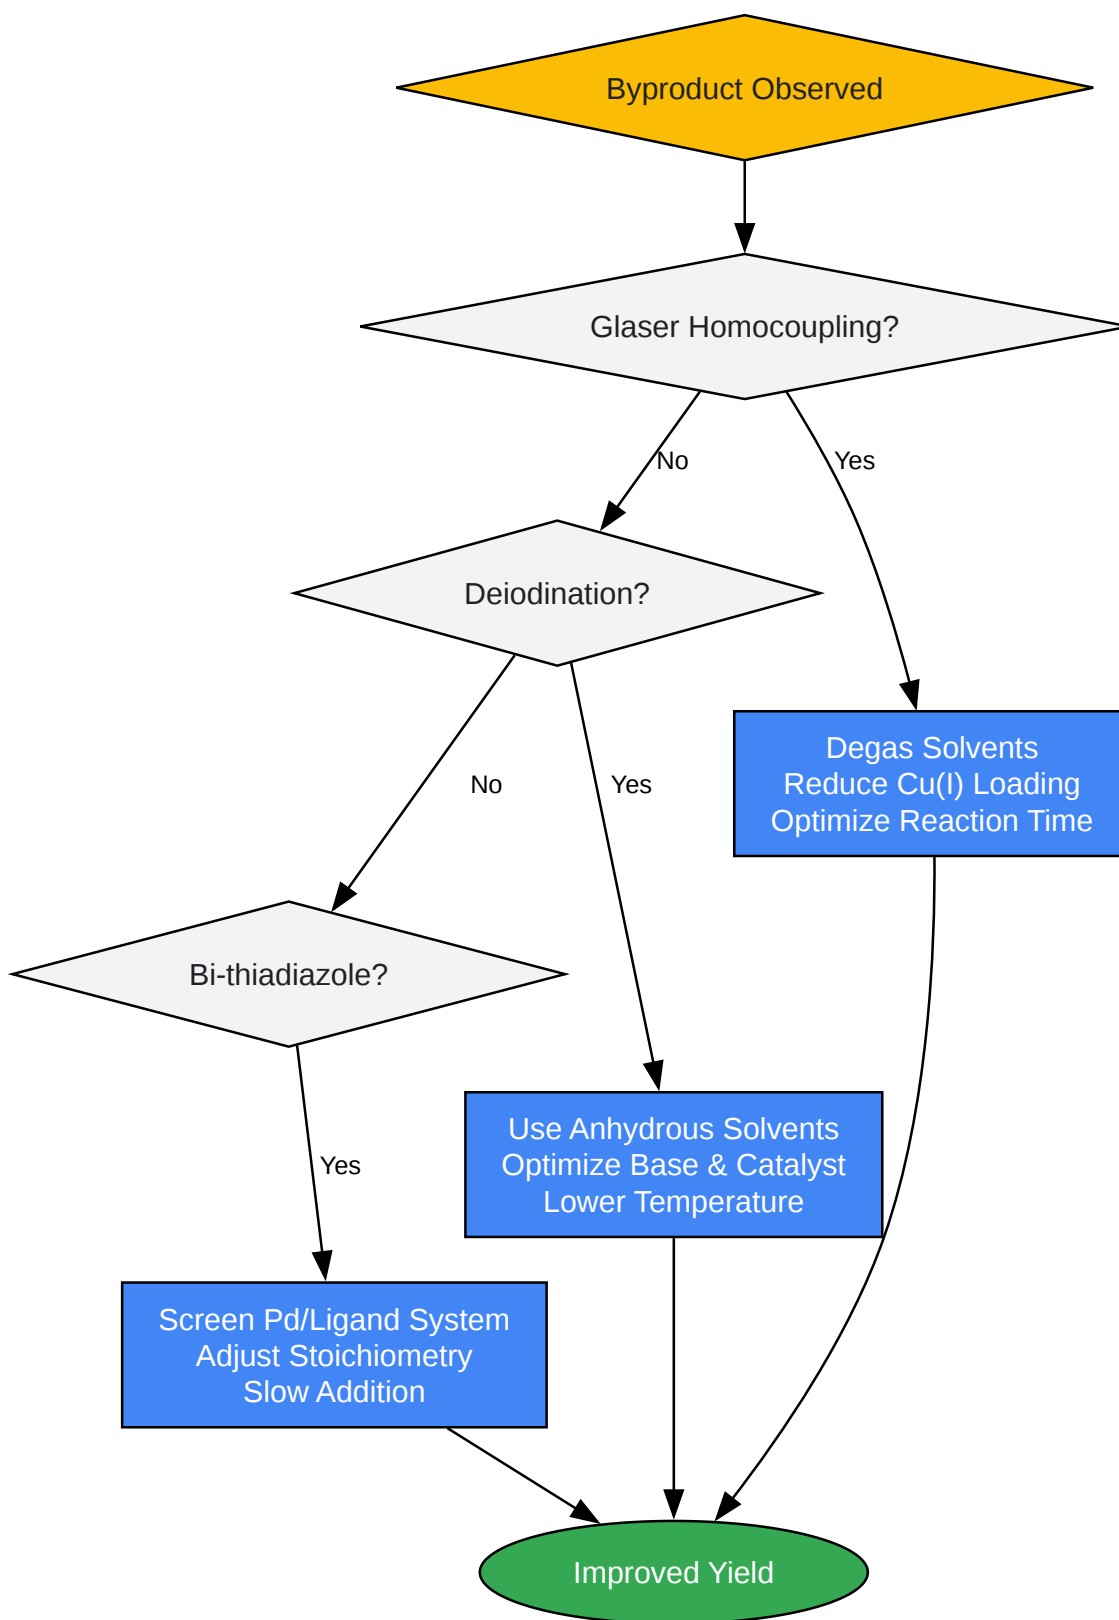 Byproduct Observed
Glaser Homocoupling?
No
Yes
Deiodination?
Degas Solvents
Reduce Cu(I) Loading
Optimize Reaction Time
No
Yes
Bi-thiadiazole?
Use Anhydrous Solvents
Optimize Base & Catalyst
Lower Temperature
Yes
Screen Pd/Ligand System
Adjust Stoichiometry
Slow Addition
Improved Yield